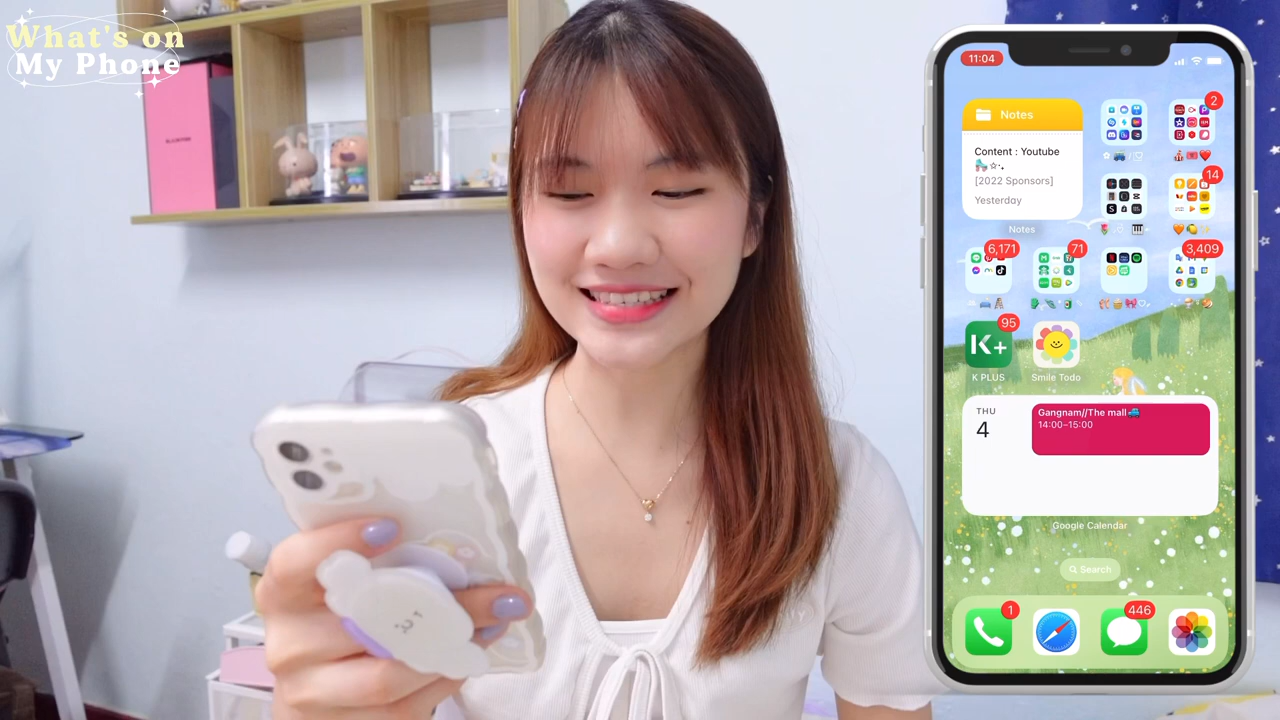 What's on
My Phone
BLACKPINK
11:04
Notes
Content : Youtube
[2022 Sponsors]
Yesterday
Notes
2
14
6,171
71
3,409
95
K+
K PLUS
Smile Todo
THU
4
Gangnam//The mall🚙
14:00–15:00
Google Calendar
Search
1
446